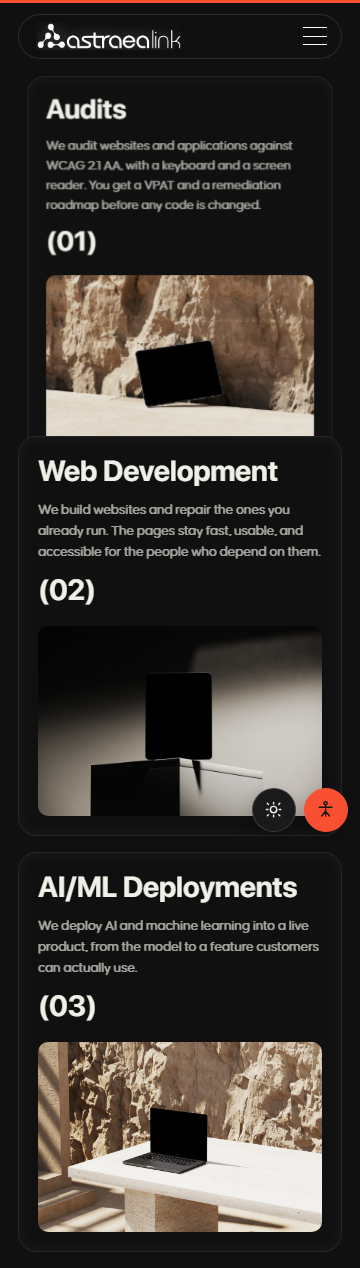 astraealink
Audits
We audit websites and applications against
WCAG 2.1 AA, with a keyboard and a screen
reader. You get a VPAT and a remediation
roadmap before any code is changed.
(01)
Web Development
We build websites and repair the ones you
already run. The pages stay fast, usable, and
accessible for the people who depend on them.
(02)
AI/ML Deployments
We deploy AI and machine learning into a live
product, from the model to a feature customers
can actually use.
(03)